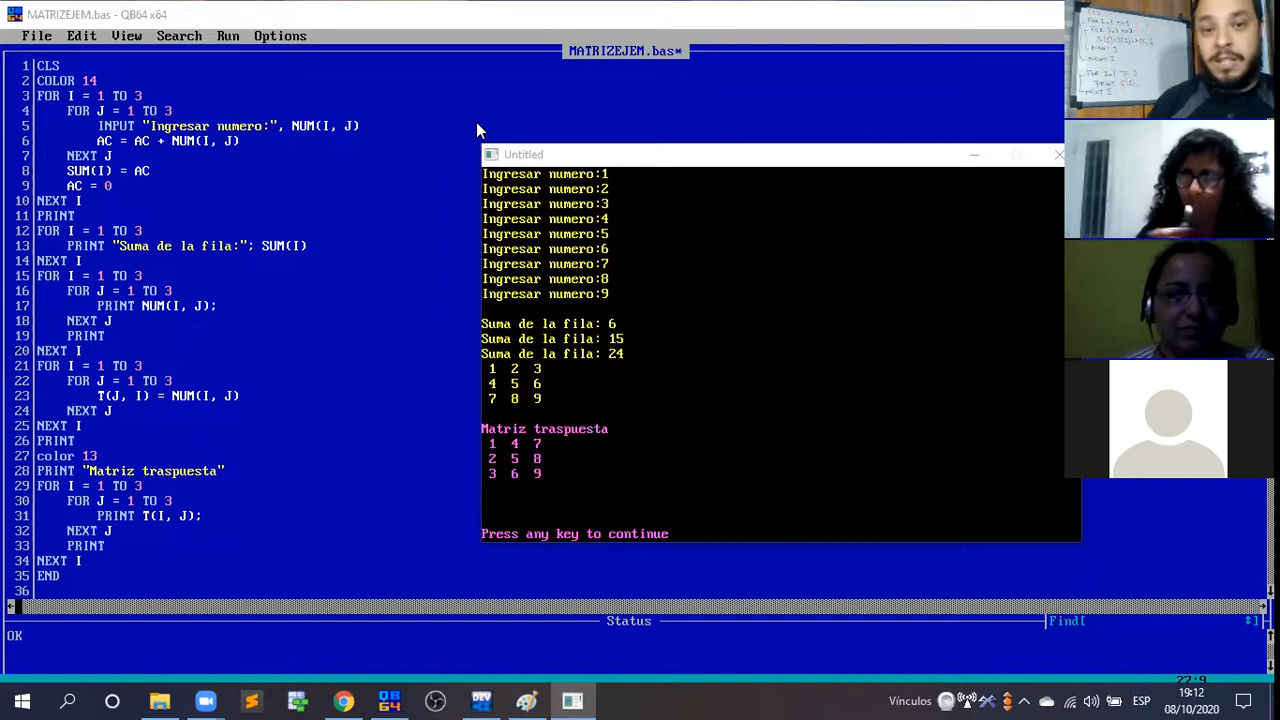 MATRIZEJEM.bas - QB64 x64
File Edit View Search Run Options
MATRIZEJEM.bas*
1 CLS
2 COLOR 14
3 FOR I = 1 TO 3
4 FOR J = 1 TO 3
5 INPUT "Ingresar numero:", NUM(I, J)
6 AC = AC + NUM(I, J)
7 NEXT J
8 SUM(I) = AC
9 AC = 0
10 NEXT I
11 PRINT
12 FOR I = 1 TO 3
13 PRINT "Suma de la fila:"; SUM(I)
14 NEXT I
15 FOR I = 1 TO 3
16 FOR J = 1 TO 3
17 PRINT NUM(I, J);
18 NEXT J
19 PRINT
20 NEXT I
21 FOR I = 1 TO 3
22 FOR J = 1 TO 3
23 T(J, I) = NUM(I, J)
24 NEXT J
25 NEXT I
26 PRINT
27 color 13
28 PRINT "Matriz traspuesta"
29 FOR I = 1 TO 3
30 FOR J = 1 TO 3
31 PRINT T(I, J);
32 NEXT J
33 PRINT
34 NEXT I
35 END
36
Untitled
Ingresar numero:1
Ingresar numero:2
Ingresar numero:3
Ingresar numero:4
Ingresar numero:5
Ingresar numero:6
Ingresar numero:7
Ingresar numero:8
Ingresar numero:9
Suma de la fila: 6
Suma de la fila: 15
Suma de la fila: 24
1 2 3
4 5 6
7 8 9
Matriz traspuesta
1 4 7
2 5 8
3 6 9
Press any key to continue
CLS
Status
Find[
OK
27:9
QB
64
DEV
Vínculos
ESP
19:12
08/10/2020